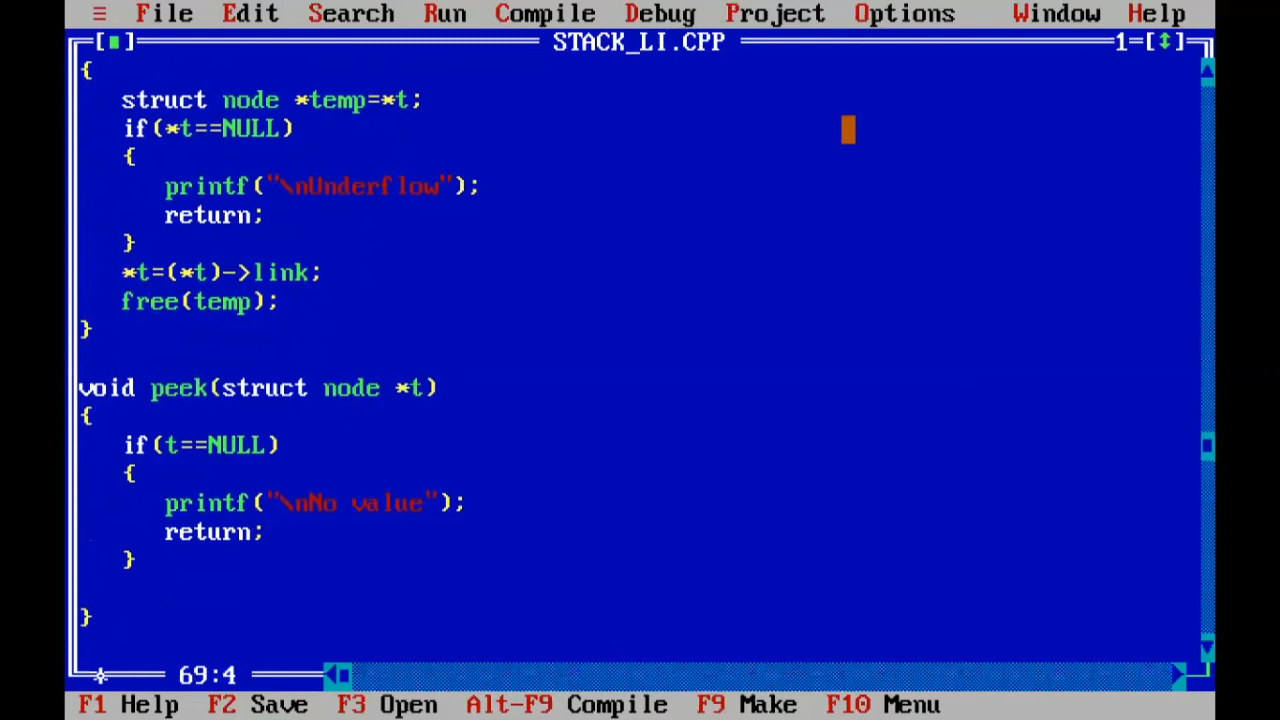 ≡ File Edit Search Run Compile Debug Project Options Window Help
[■] STACK_LI.CPP 1=[↕]
{
struct node *temp=*t;
if(*t==NULL)
{
printf("\nUnderflow");
return;
}
*t=(*t)->link;
free(temp);
}
void peek(struct node *t)
{
if(t==NULL)
{
printf("\nNo value");
return;
}
}
69:4
F1 Help F2 Save F3 Open Alt-F9 Compile F9 Make F10 Menu